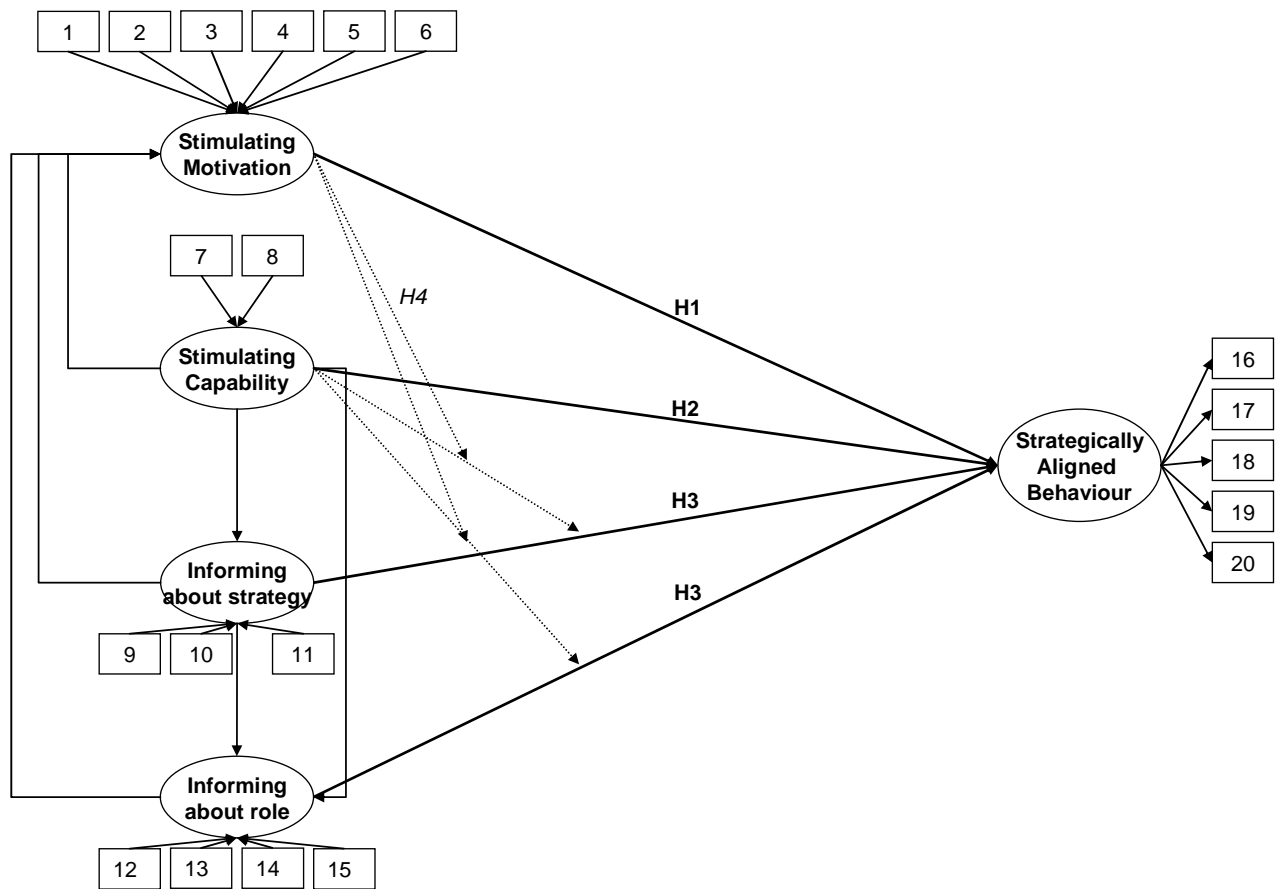 1 2 3 4 5 6
Stimulating
Motivation
7 8
H4
H1
Stimulating
Capability
H2
16
17
Strategically
Aligned
Behaviour
18
19
20
H3
Informing
about strategy
H3
9 10 11
Informing
about role
12 13 14 15